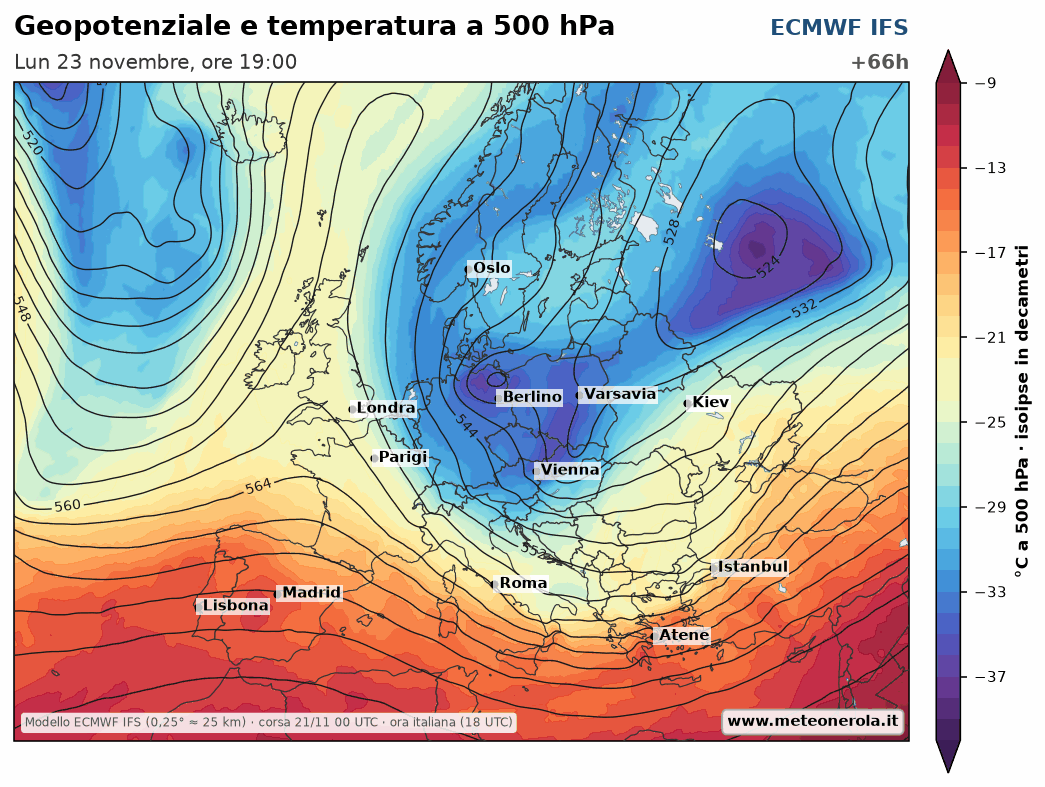 Geopotenziale e temperatura a 500 hPa
ECMWF IFS
Lun 23 novembre, ore 19:00
+66h
520
548
528
524
532
544
552
560
564
Oslo
Berlino
Varsavia
Kiev
Londra
Parigi
Vienna
Roma
Istanbul
Madrid
Lisbona
Atene
−9
−13
−17
−21
−25
−29
−33
−37
°C a 500 hPa · isoipse in decametri
Modello ECMWF IFS (0,25° ≈ 25 km) · corsa 21/11 00 UTC · ora italiana (18 UTC)
www.meteonerola.it